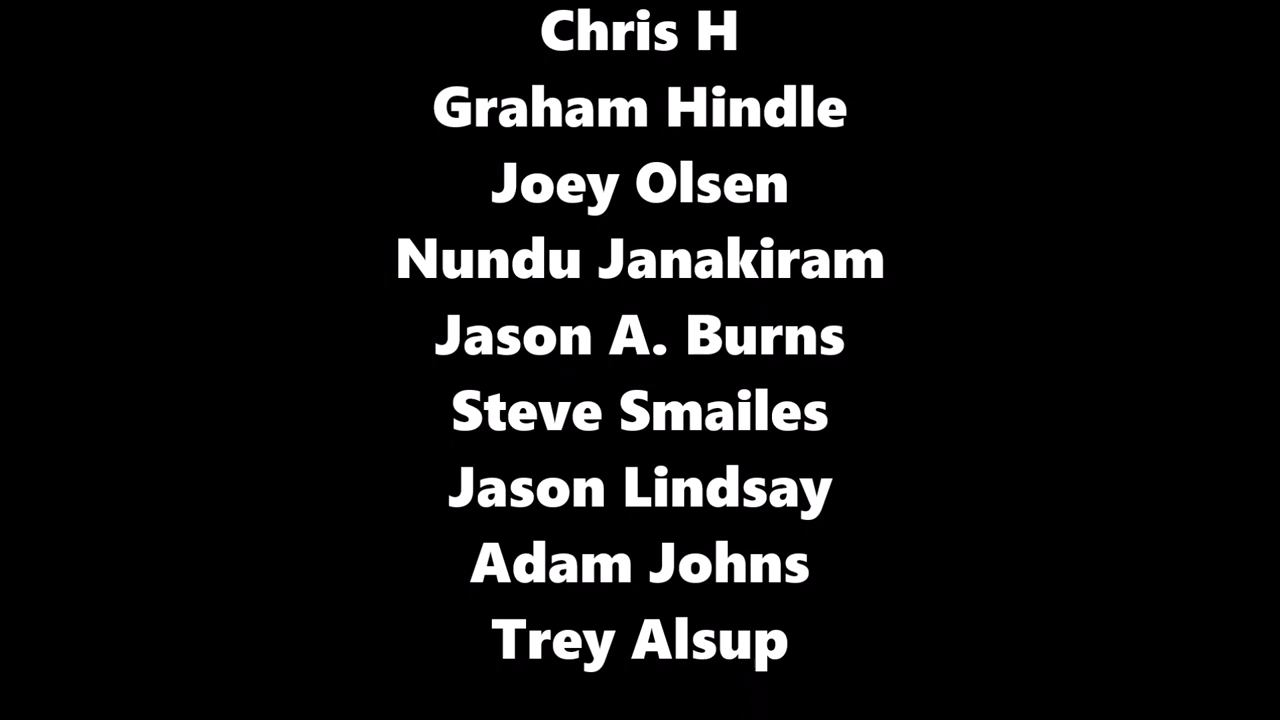 Chris H
Graham Hindle
Joey Olsen
Nundu Janakiram
Jason A. Burns
Steve Smailes
Jason Lindsay
Adam Johns
Trey Alsup